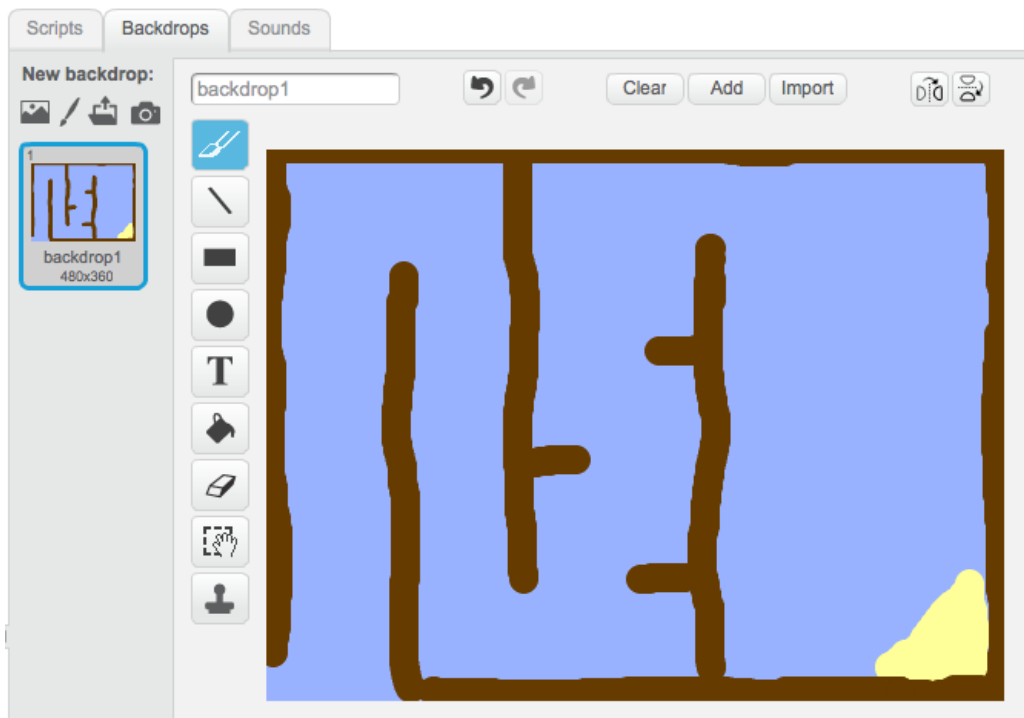 Scripts
Backdrops
Sounds
New backdrop:
backdrop1
Clear
Add
Import
1
backdrop1
480x360
T